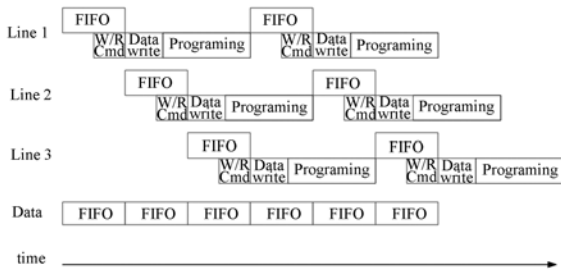 FIFO FIFO
Line 1
W/R Cmd Data write Programing W/R Cmd Data write Programing
FIFO FIFO
Line 2
W/R Cmd Data write Programing W/R Cmd Data write Programing
FIFO FIFO
Line 3
W/R Cmd Data write Programing W/R Cmd Data write Programing
Data FIFO FIFO FIFO FIFO FIFO FIFO
time